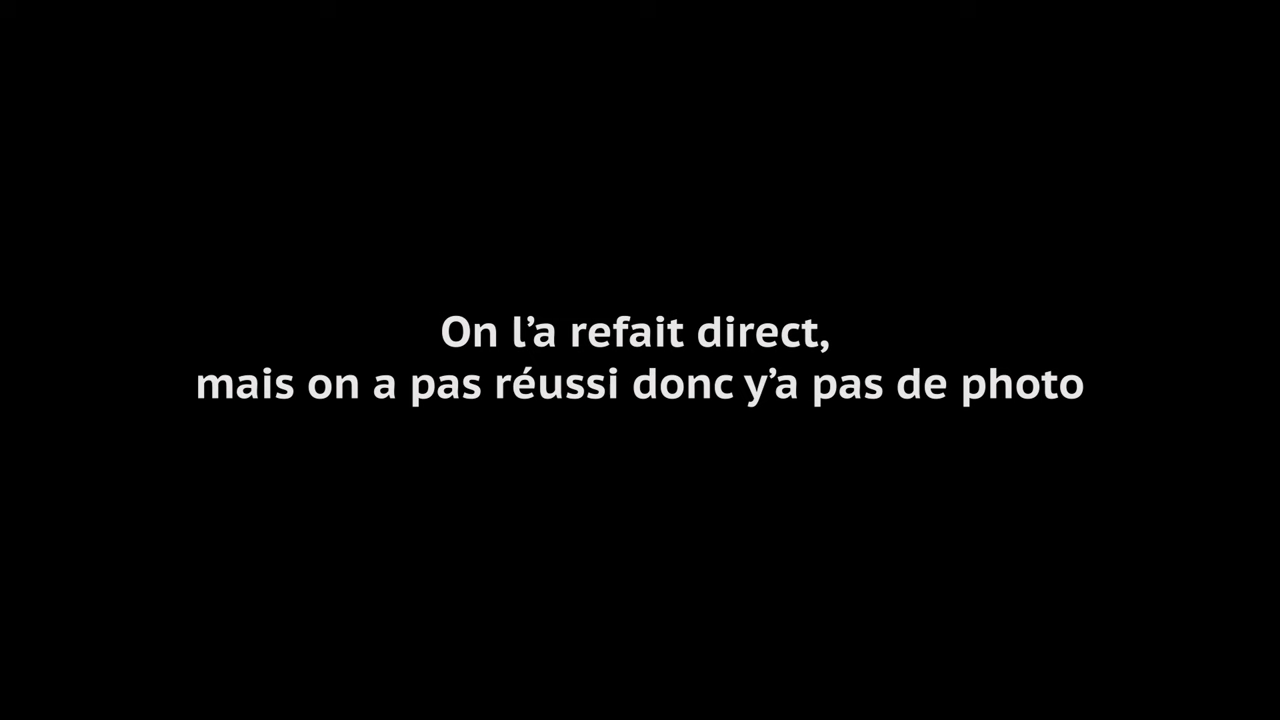 On l’a refait direct,
mais on a pas réussi donc y’a pas de photo